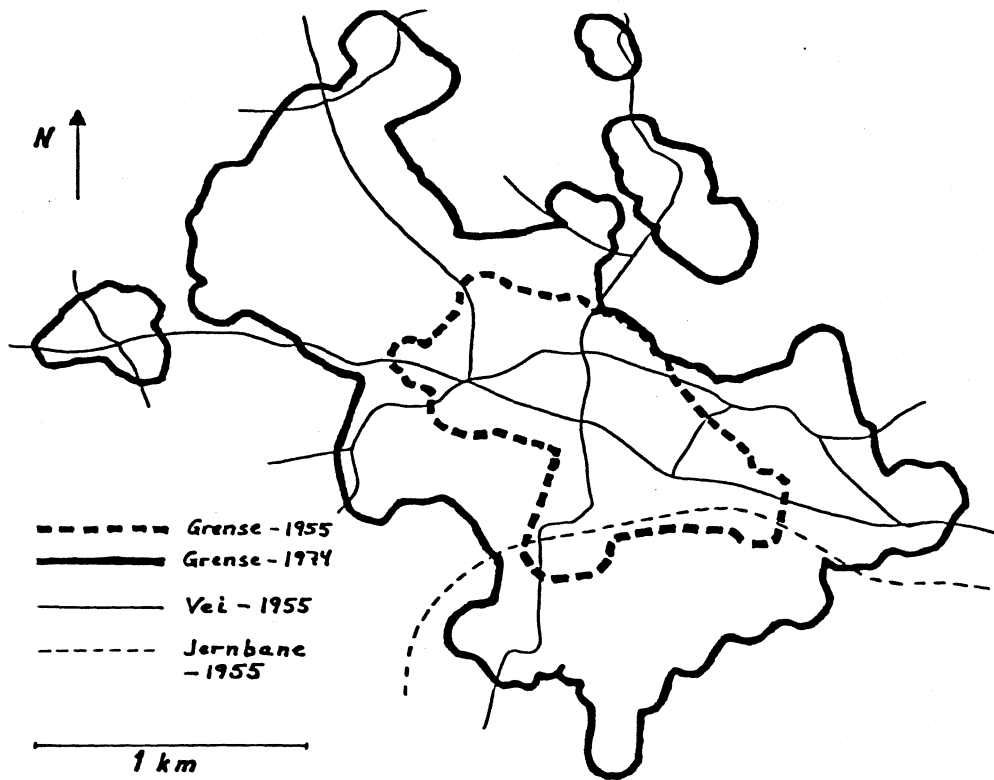 N
Grense - 1955
Grense - 1974
Vei - 1955
Jernbane
- 1955
1 km